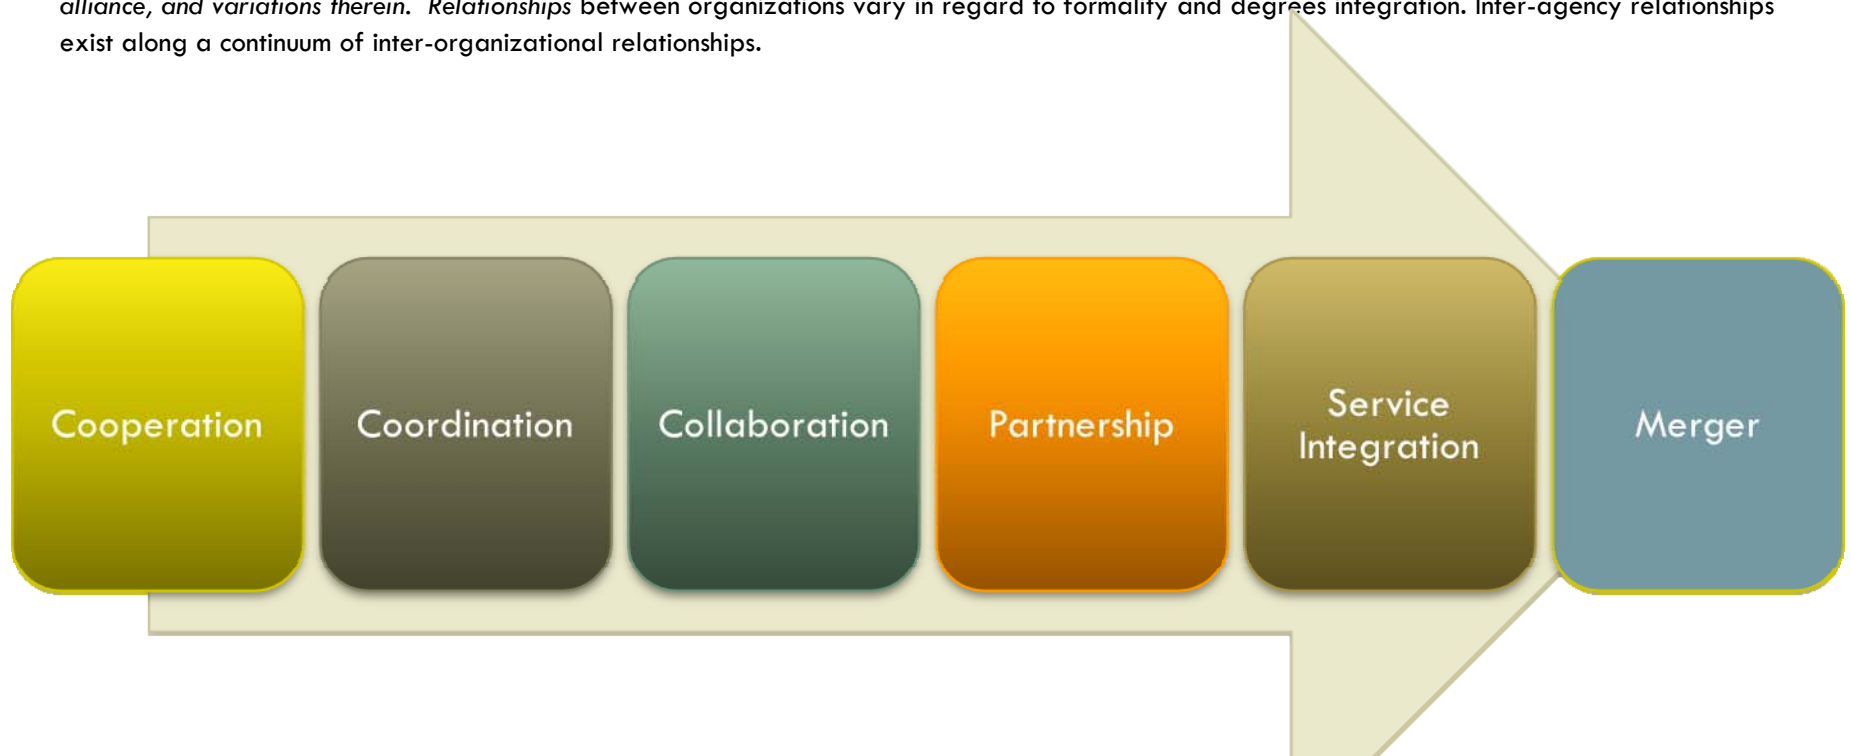 alliance, and variations therein. Relationships between organizations vary in regard to formality and degrees integration. Inter-agency relationships
exist along a continuum of inter-organizational relationships.
Cooperation
Coordination
Collaboration
Partnership
Service
Integration
Merger